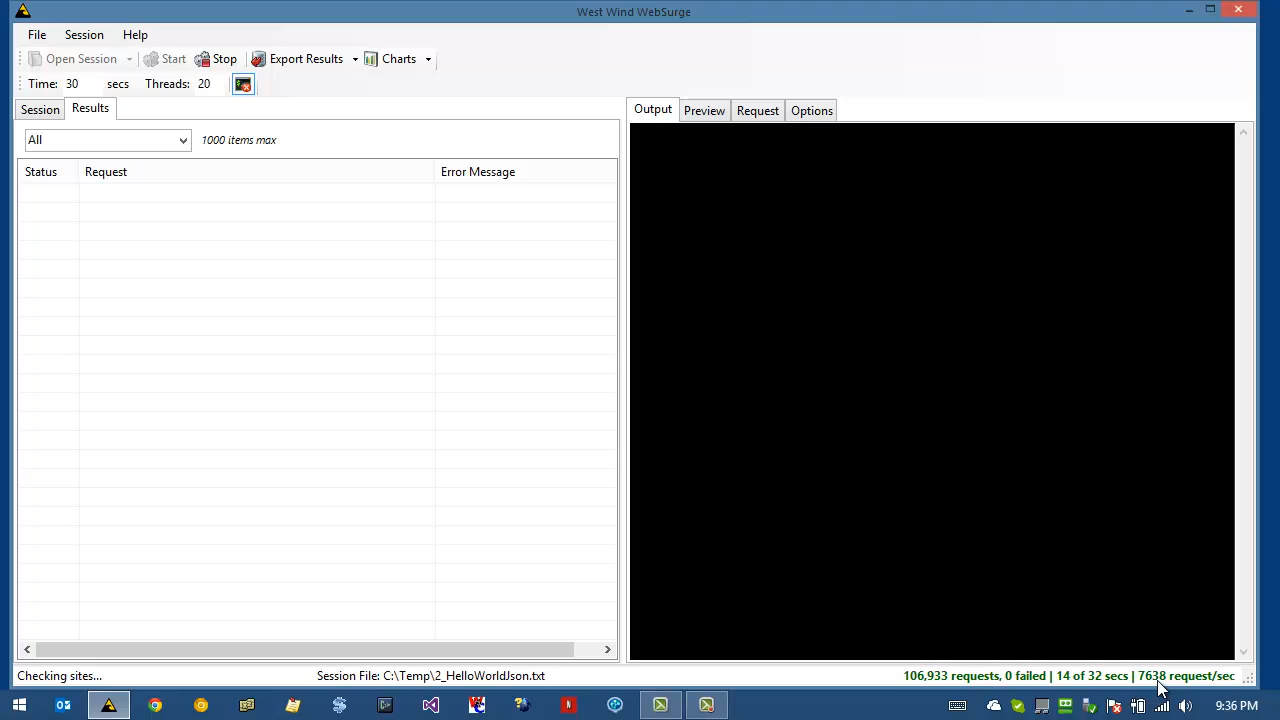 West Wind WebSurge
File Session Help
Open Session Start Stop Export Results Charts
Time: 30 secs Threads: 20
Session Results
All 1000 items max
Status Request Error Message
Output Preview Request Options
Checking sites... Session File: C:\Temp\2_HelloWorldJson.txt 106,933 requests, 0 failed | 14 of 32 secs | 7638 request/sec
9:36 PM